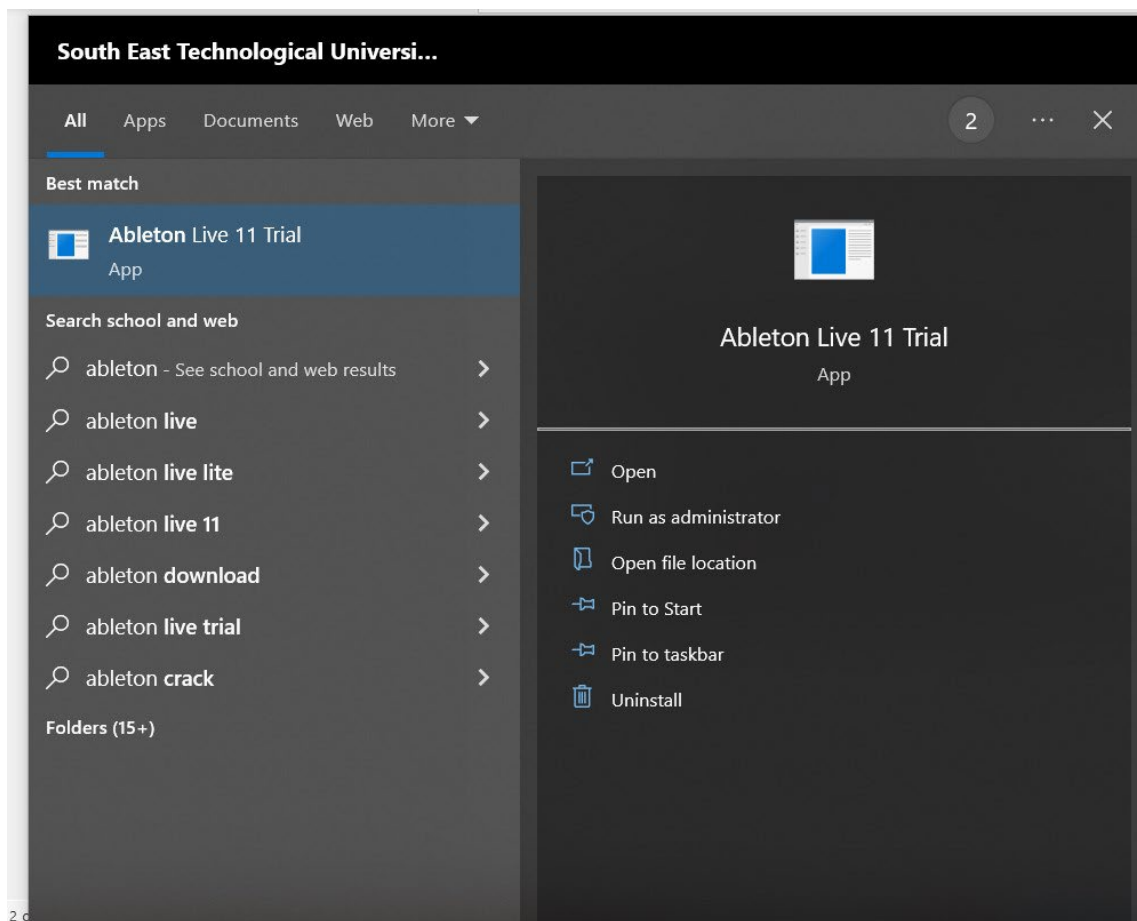 South East Technological Universi...
All Apps Documents Web More 2 ...
Best match
Ableton Live 11 Trial
App
Search school and web
ableton - See school and web results
ableton live
ableton live lite
ableton live 11
ableton download
ableton live trial
ableton crack
Folders (15+)
Ableton Live 11 Trial
App
Open
Run as administrator
Open file location
Pin to Start
Pin to taskbar
Uninstall
2